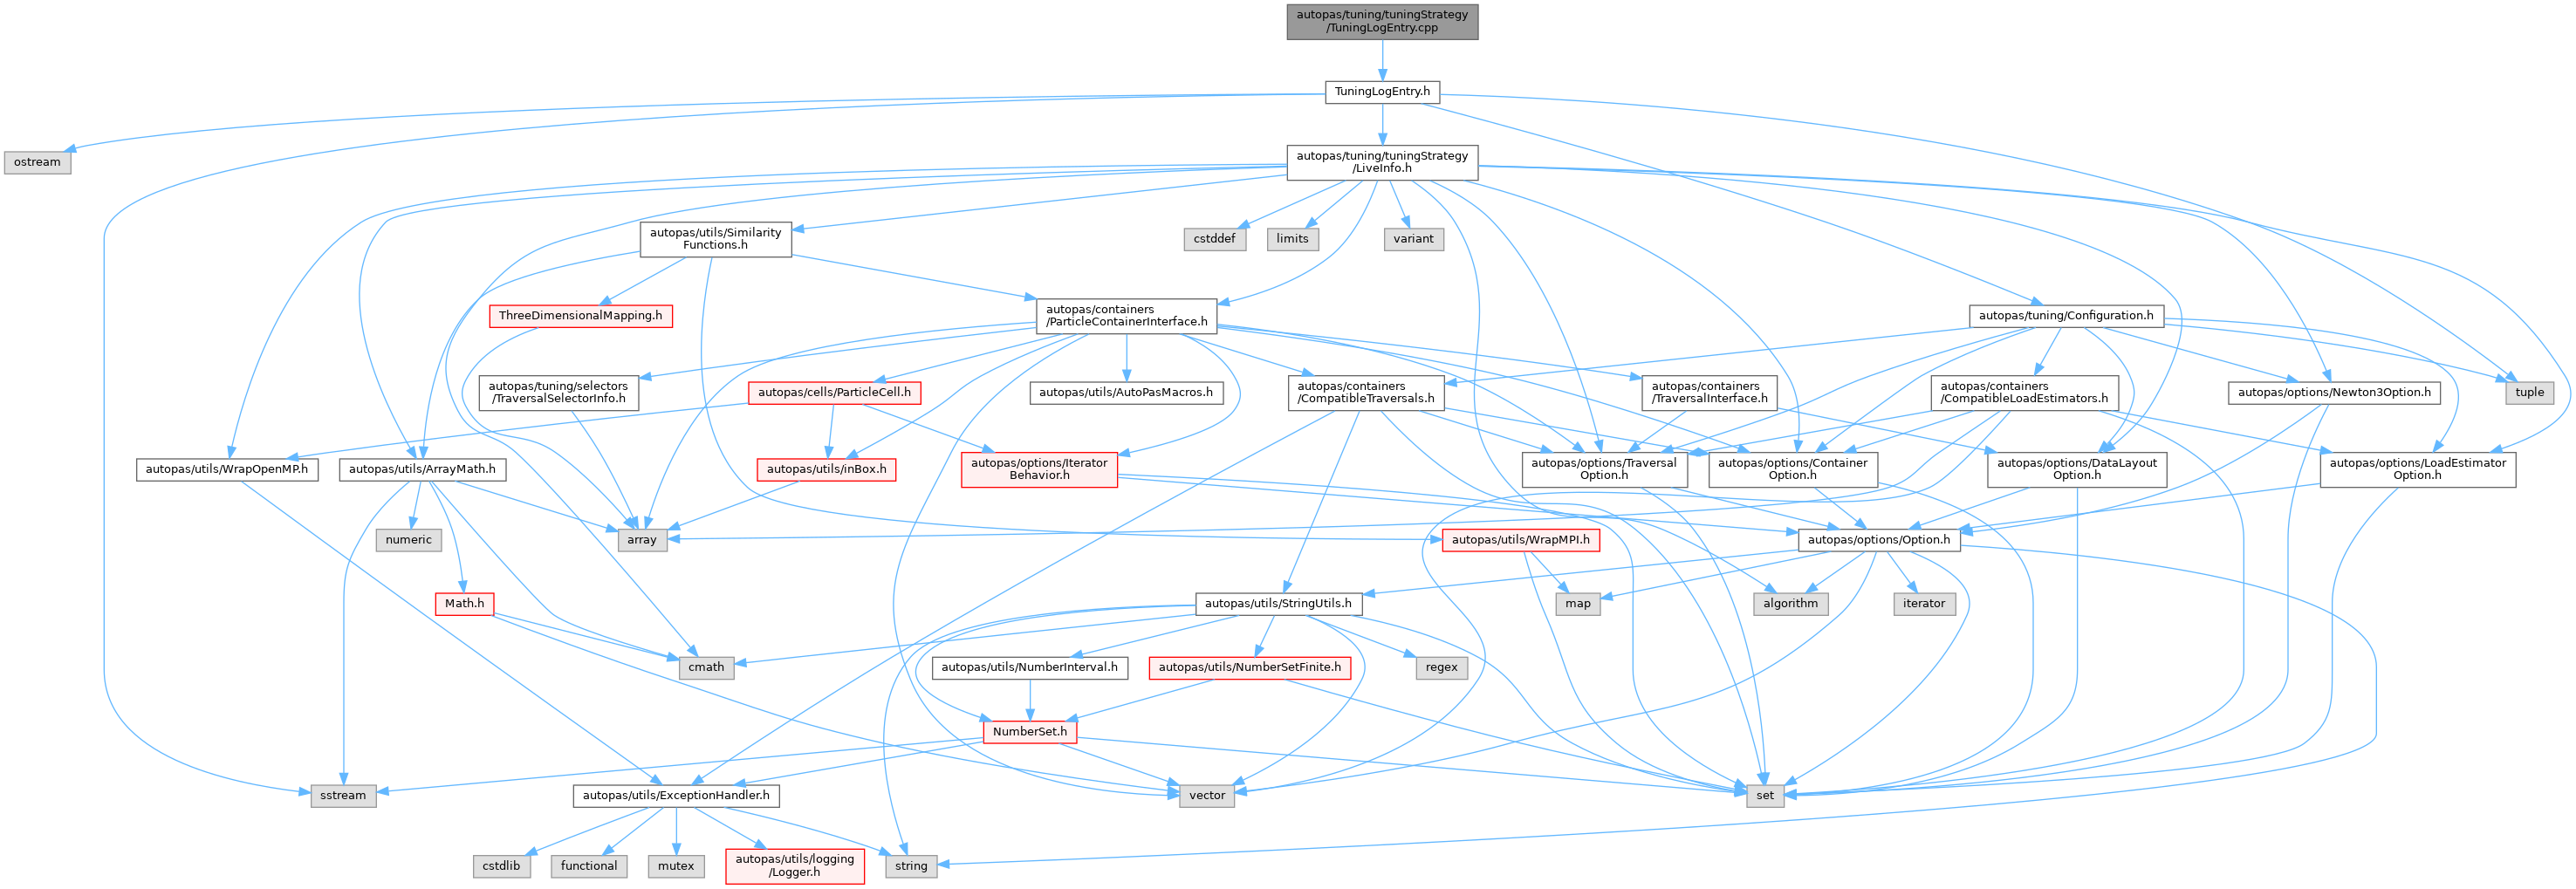 autopas/tuning/tuningStrategy
/TuningLogEntry.cpp
TuningLogEntry.h
ostream
autopas/tuning/tuningStrategy
/LiveInfo.h
autopas/utils/Similarity
Functions.h
cstddef
limits
variant
ThreeDimensionalMapping.h
autopas/containers
/ParticleContainerInterface.h
autopas/tuning/Configuration.h
autopas/tuning/selectors
/TraversalSelectorInfo.h
autopas/cells/ParticleCell.h
autopas/utils/AutoPasMacros.h
autopas/containers
/CompatibleTraversals.h
autopas/containers
/TraversalInterface.h
autopas/containers
/CompatibleLoadEstimators.h
autopas/options/Newton3Option.h
tuple
autopas/utils/WrapOpenMP.h
autopas/utils/ArrayMath.h
autopas/utils/inBox.h
autopas/options/Iterator
Behavior.h
autopas/options/Traversal
Option.h
autopas/options/Container
Option.h
autopas/options/DataLayout
Option.h
autopas/options/LoadEstimator
Option.h
numeric
array
autopas/utils/WrapMPI.h
autopas/options/Option.h
Math.h
autopas/utils/StringUtils.h
map
algorithm
iterator
cmath
autopas/utils/NumberInterval.h
autopas/utils/NumberSetFinite.h
regex
NumberSet.h
sstream
autopas/utils/ExceptionHandler.h
vector
set
cstdlib
functional
mutex
autopas/utils/logging
/Logger.h
string